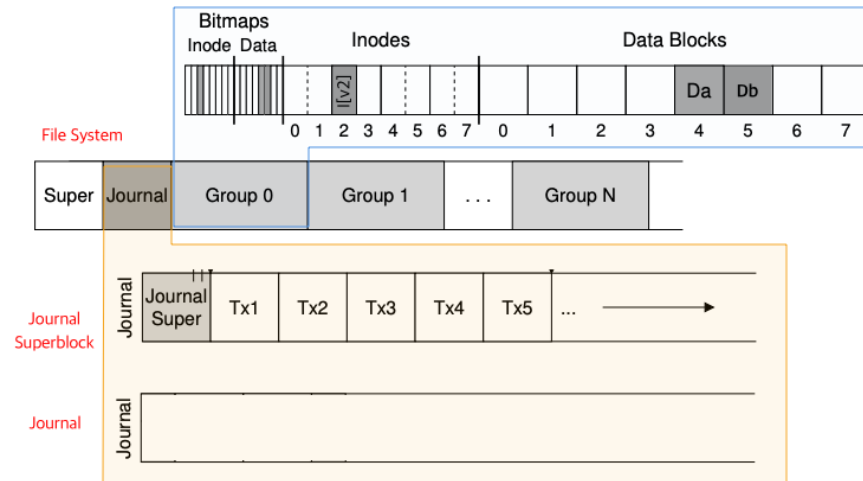 Bitmaps
Inode Data
Inodes
Data Blocks
I[v2]
Da
Db
0 1 2 3 4 5 6 7 0 1 2 3 4 5 6 7
File System
Super
Journal
Group 0
Group 1
. . .
Group N
Journal
Journal
Super
Tx1
Tx2
Tx3
Tx4
Tx5
...
Journal
Superblock
Journal
Journal